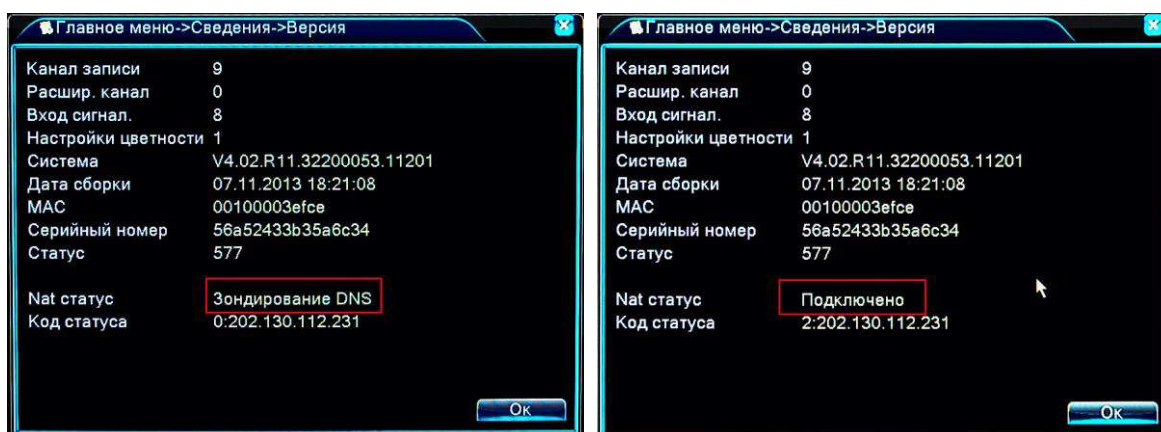 Главное меню->Сведения->Версия
Канал записи 9
Расшир. канал 0
Вход сигнал. 8
Настройки цветности 1
Система V4.02.R11.32200053.11201
Дата сборки 07.11.2013 18:21:08
MAC 00100003efce
Серийный номер 56a52433b35a6c34
Статус 577
Nat статус Зондирование DNS
Код статуса 0:202.130.112.231
Ок
Главное меню->Сведения->Версия
Канал записи 9
Расшир. канал 0
Вход сигнал. 8
Настройки цветности 1
Система V4.02.R11.32200053.11201
Дата сборки 07.11.2013 18:21:08
MAC 00100003efce
Серийный номер 56a52433b35a6c34
Статус 577
Nat статус Подключено
Код статуса 2:202.130.112.231
Ок